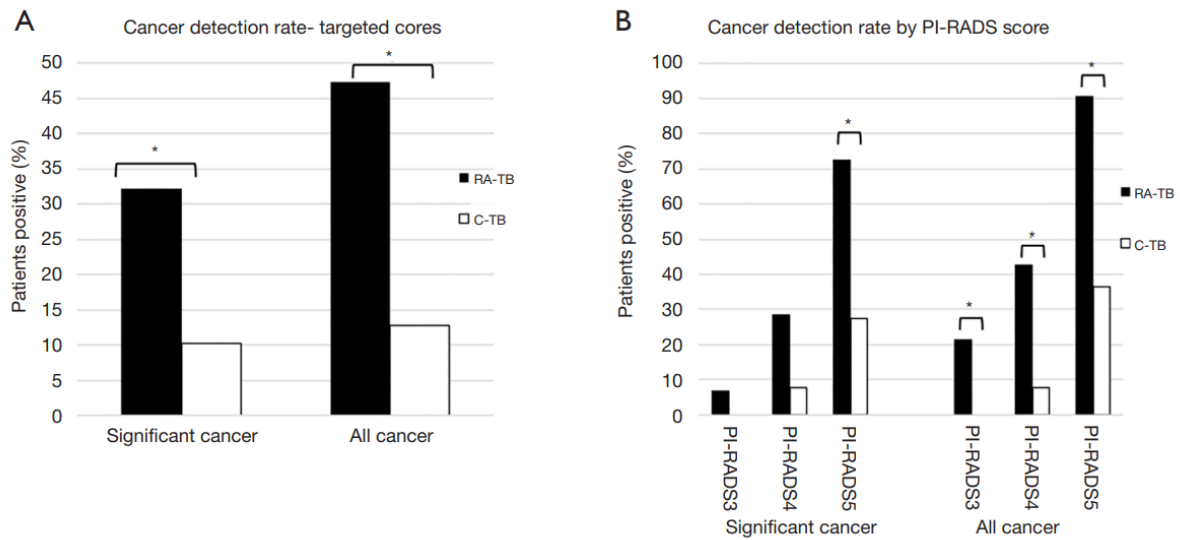 A
Cancer detection rate- targeted cores
Patients positive (%)
50
45
40
35
30
25
20
15
10
5
0
*
*
RA-TB
C-TB
Significant cancer
All cancer
B
Cancer detection rate by PI-RADS score
Patients positive (%)
100
90
80
70
60
50
40
30
20
10
0
*
*
*
*
RA-TB
C-TB
PI-RADS3
PI-RADS4
PI-RADS5
PI-RADS3
PI-RADS4
PI-RADS5
Significant cancer
All cancer